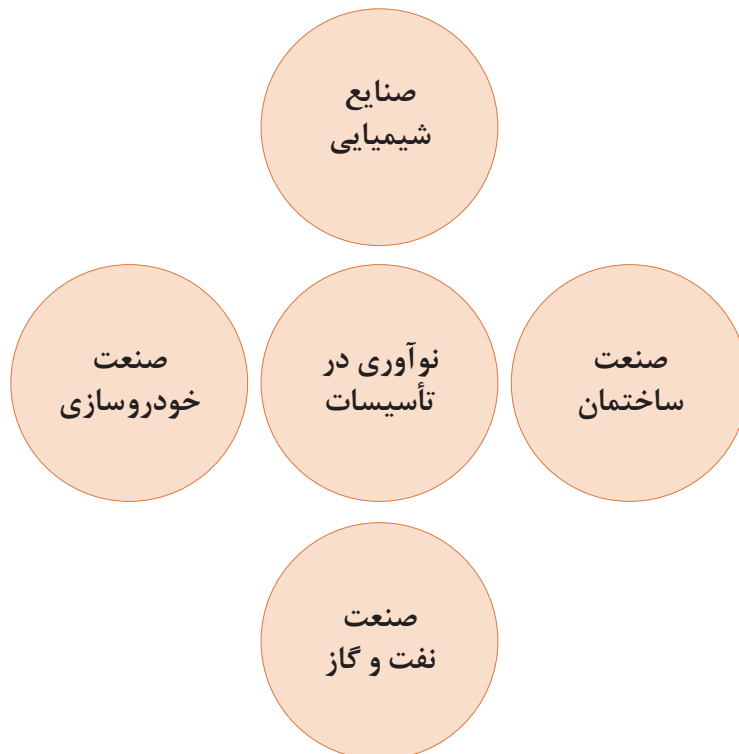 صنایع
شیمیایی
صنعت
ساختمان
نوآوری در
تأسیسات
صنعت
خودروسازی
صنعت
نفت و گاز